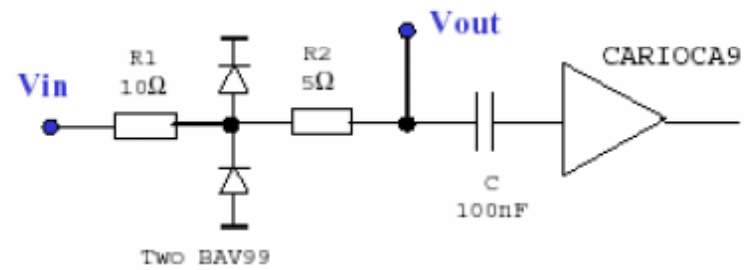 Vout
R1
10Ω
R2
5Ω
CARIOCA9
Vin
C
100nF
Two BAV99